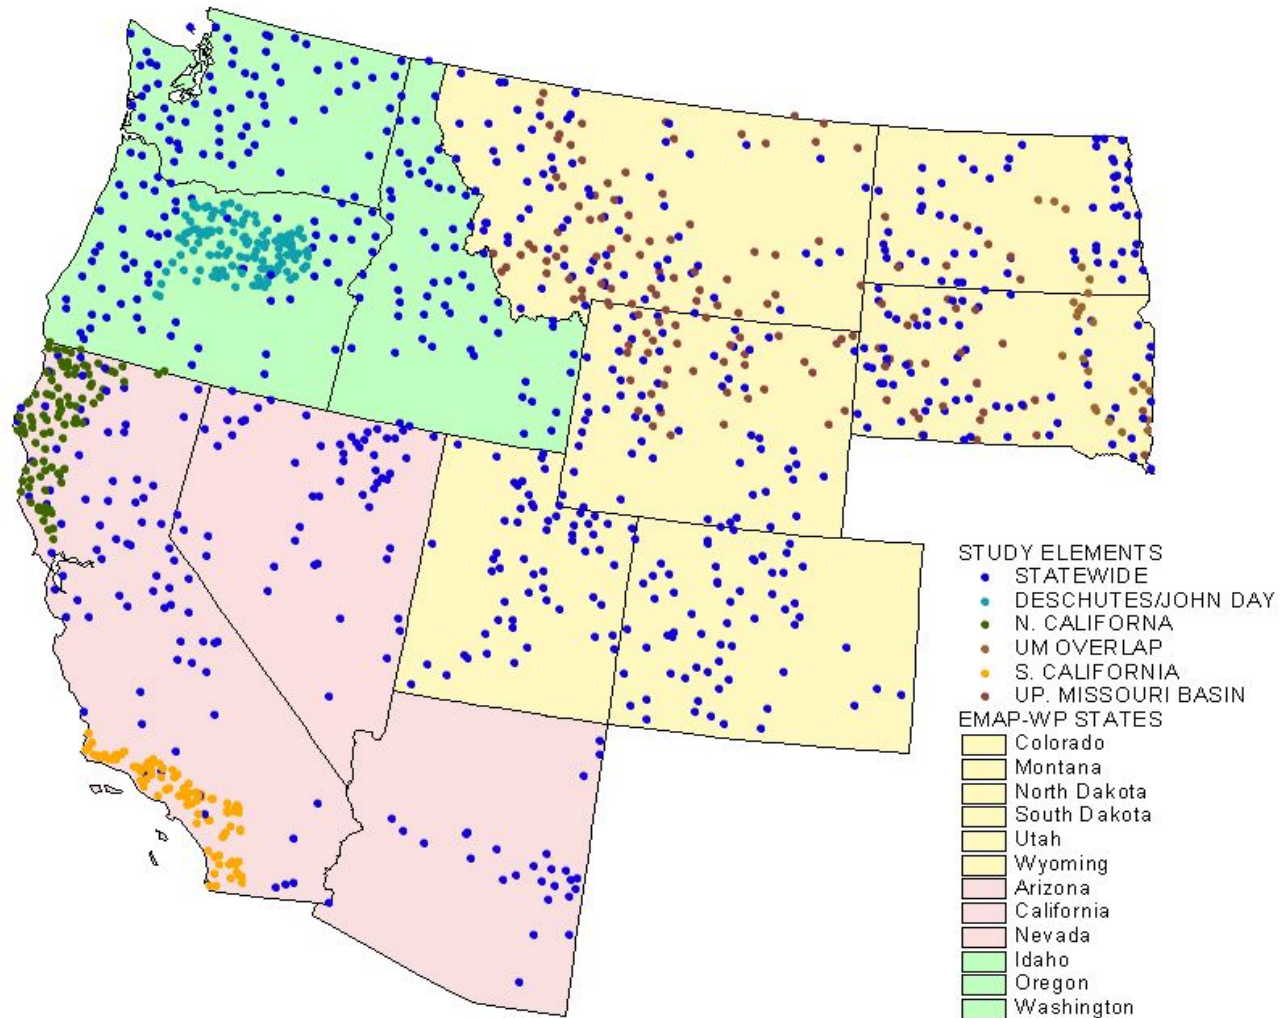 STUDY ELEMENTS
STATEWIDE
DESCHUTES/JOHN DAY
N. CALIFORNIA
UM OVERLAP
S. CALIFORNIA
UP. MISSOURI BASIN
EMAP-WP STATES
Colorado
Montana
North Dakota
South Dakota
Utah
Wyoming
Arizona
California
Nevada
Idaho
Oregon
Washington